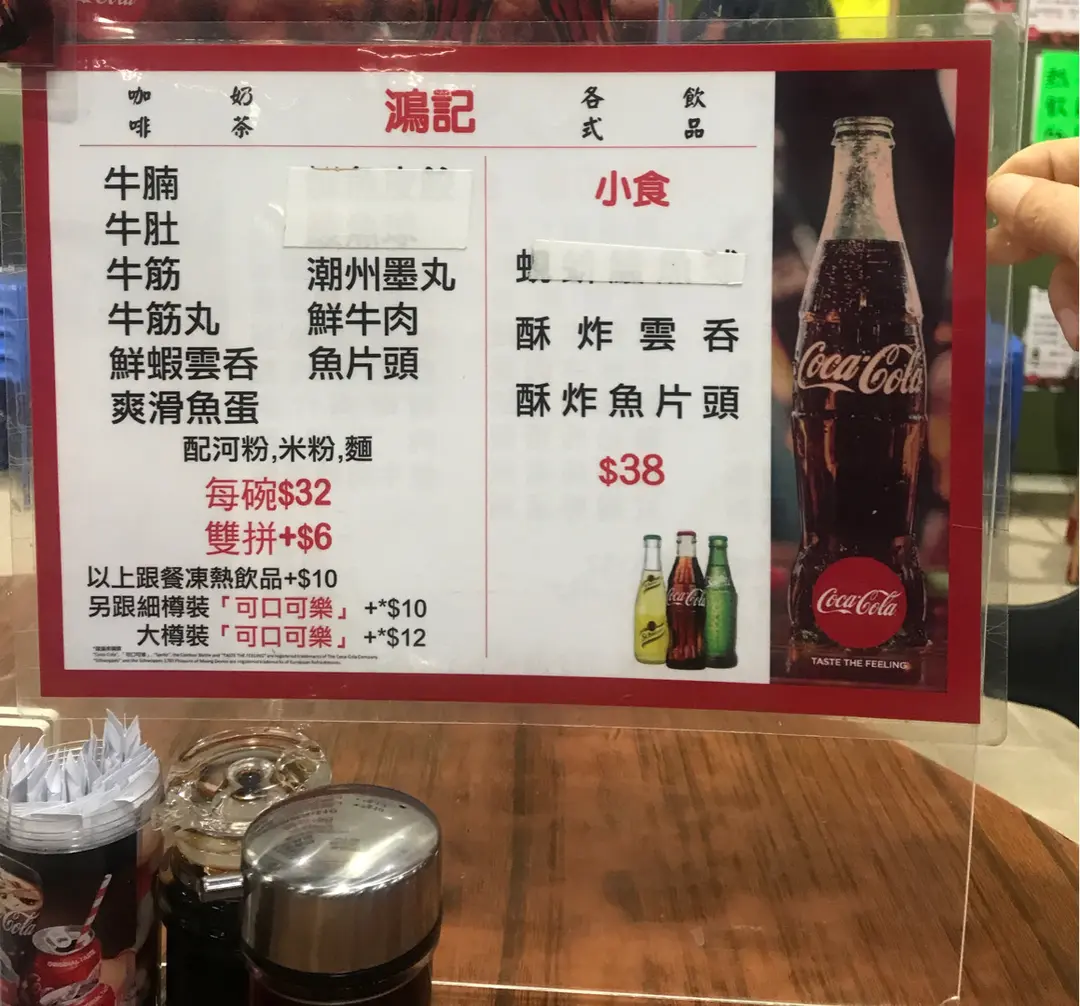 咖啡
奶茶
鴻記
各式
飲品
牛腩
牛肚
牛筋
牛筋丸
鮮蝦雲吞
爽滑魚蛋
潮州墨丸
鮮牛肉
魚片頭
配河粉,米粉,麵
每碗$32
雙拼+$6
以上跟餐凍熱飲品+$10
另跟細樽裝「可口可樂」 +*$10
大樽裝「可口可樂」 +*$12
小食
酥炸雲吞
酥炸魚片頭
$38
Coca-Cola
Coca-Cola
Coca-Cola
TASTE THE FEELING
Cola
ORIGINAL TASTE